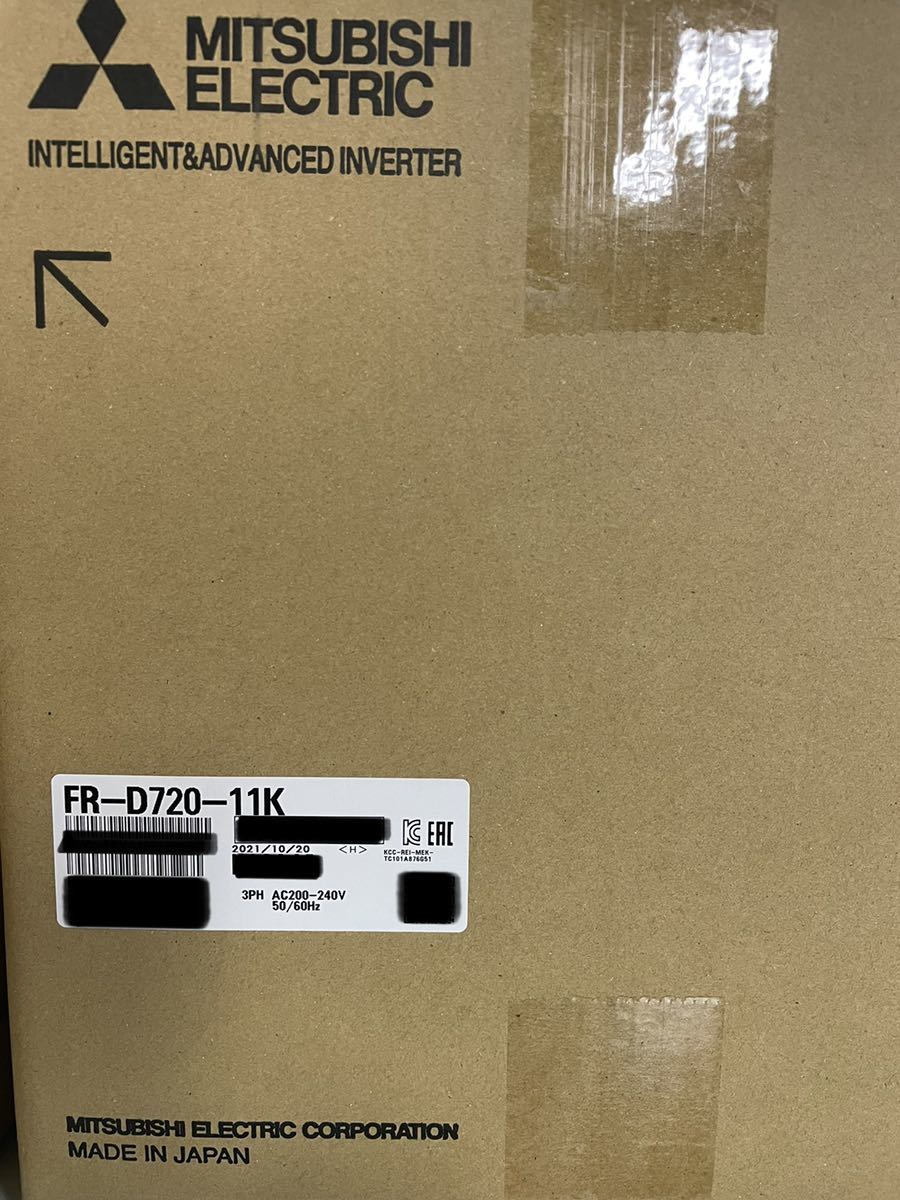 MITSUBISHI
ELECTRIC
INTELLIGENT&ADVANCED INVERTER
FR-D720-11K
2021/10/20 <H>
KCC-REI-MEK-
TC101A876G51
EAC
3PH AC200-240V
50/60Hz
MITSUBISHI ELECTRIC CORPORATION
MADE IN JAPAN